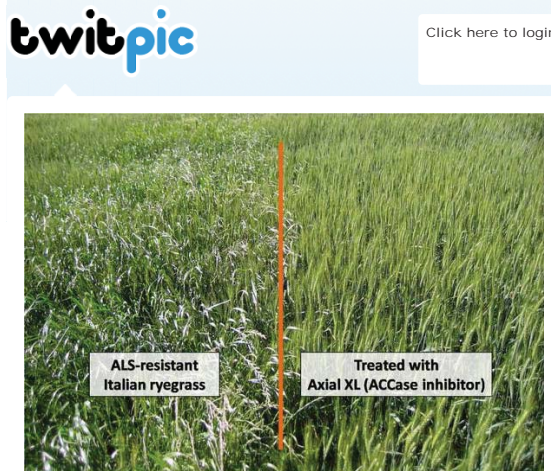 twitpic
Click here to login
ALS-resistant
Italian ryegrass
Treated with
Axial XL (ACCase inhibitor)